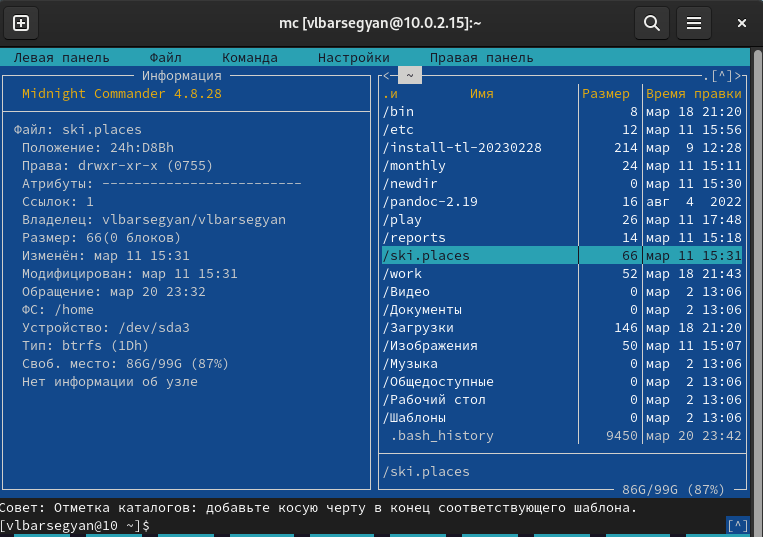 mc [vlbarsegyan@10.0.2.15]:~
Левая панель Файл Команда Настройки Правая панель
Информация
Midnight Commander 4.8.28
Файл: ski.places
Положение: 24h:D8Bh
Права: drwxr-xr-x (0755)
Атрибуты: -------------------------
Ссылок: 1
Владелец: vlbarsegyan/vlbarsegyan
Размер: 66(0 блоков)
Изменён: мар 11 15:31
Модифицирован: мар 11 15:31
Обращение: мар 20 23:32
ФС: /home
Устройство: /dev/sda3
Тип: btrfs (1Dh)
Своб. место: 86G/99G (87%)
Нет информации об узле
<─ ~ .[^]>
.и Имя Размер Время правки
/bin 8 мар 18 21:20
/etc 12 мар 11 15:56
/install-tl-20230228 214 мар 9 12:28
/monthly 24 мар 11 15:11
/newdir 0 мар 11 15:30
/pandoc-2.19 16 авг 4 2022
/play 26 мар 11 17:48
/reports 14 мар 11 15:18
/ski.places 66 мар 11 15:31
/work 52 мар 18 21:43
/Видео 0 мар 2 13:06
/Документы 0 мар 2 13:06
/Загрузки 146 мар 18 21:20
/Изображения 50 мар 11 15:07
/Музыка 0 мар 2 13:06
/Общедоступные 0 мар 2 13:06
/Рабочий стол 0 мар 2 13:06
/Шаблоны 0 мар 2 13:06
.bash_history 9450 мар 20 23:42
/ski.places
86G/99G (87%)
Совет: Отметка каталогов: добавьте косую черту в конец соответствующего шаблона.
[vlbarsegyan@10 ~]$ [^]